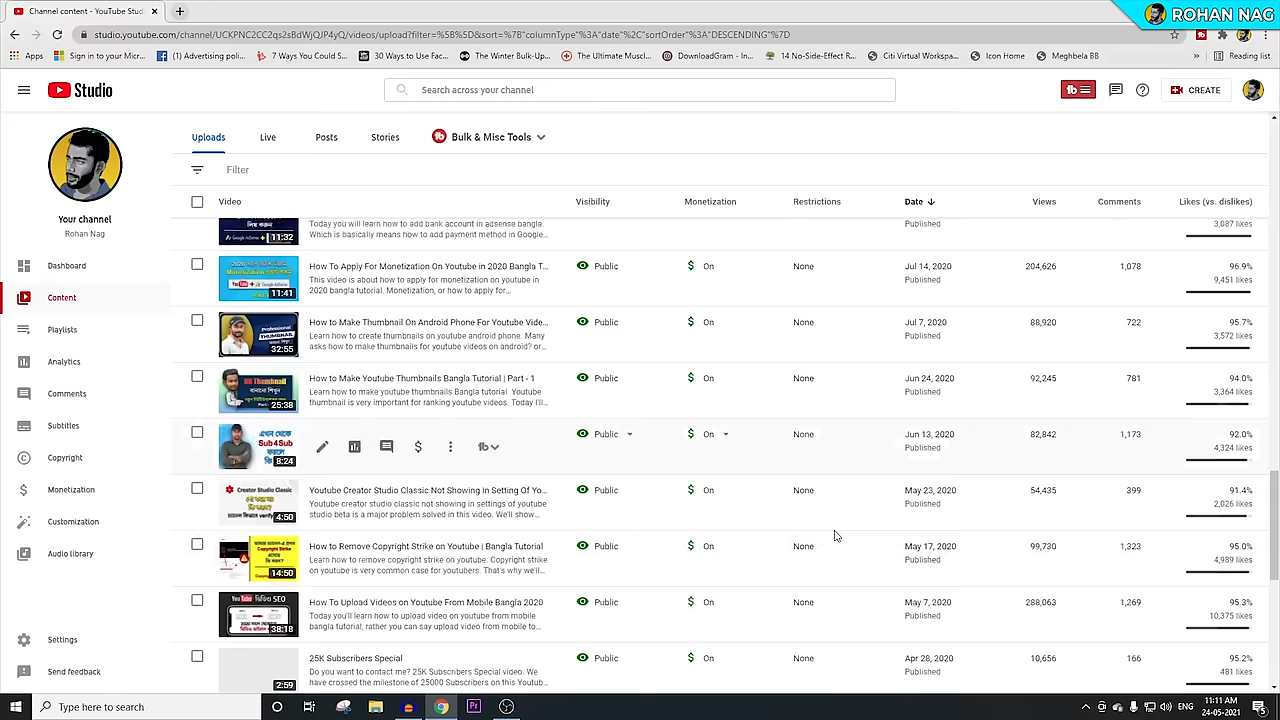 Channel content - YouTube Stud
ROHAN NAG
studio.youtube.com/channel/UCKPNC2CC2qs2sBdWjQJP4yQ/videos/upload?filter=%5B%5D&sort=%7B"columnType"%3A"date"%2C"sortOrder"%3A"DESCENDING"%7D
Apps
Sign in to your Micr...
(1) Advertising poli...
7 Ways You Could S...
30 Ways to Use Fac...
The Winter Bulk-Up...
The Ultimate Muscl...
DownloadGram - In...
14 No-Side-Effect R...
Citi Virtual Workspa...
Icon Home
Meghbela BB
»
Reading list
Studio
Search across your channel
tb
CREATE
Uploads
Live
Posts
Stories
tb
Bulk & Misc Tools
Filter
Your channel
Rohan Nag
Dashboard
Content
Playlists
Analytics
Comments
Subtitles
Copyright
Monetization
Customization
Audio library
Settings
Send feedback
Video
Visibility
Monetization
Restrictions
Date
Views
Comments
Likes (vs. dislikes)
Google AdSense
11:32
Today you will learn how to add bank account in adsense bangla.
Which is basically means how to add payment method in Google...
Published
3,087 likes
Monetization
YouTube
11:41
How To Apply For Monetization On Youtube in 2020 Bangla T...
This video is about how to apply for monetization on youtube in
2020 bangla tutorial. Monetization, or how to apply for...
Public
On
None
Jul 14, 2020
Published
204,626
96.9%
9,451 likes
Professional
THUMBNAIL
32:55
How to Make Thumbnail On Android Phone For Youtube Vide...
Learn how to create thumbnails on youtube android phone. Many
asks how to make thumbnails for youtube videos on android? or...
Public
On
None
Jul 7, 2020
Published
88,920
95.7%
3,572 likes
Thumbnail
25:38
How to Make Youtube Thumbnails Bangla Tutorial | Part - 1
Learn how to make youtube thumbnails Bangla tutorial Youtube
thumbnail is very important for ranking youtube videos. Today I'll...
Public
On
None
Jun 24, 2020
Published
92,245
94.0%
3,364 likes
এখন থেকে
Sub4Sub
করলে
8:24
tb
Public
On
None
Jun 13, 2020
Published
82,842
92.0%
4,324 likes
Creator Studio Classic
4:50
Youtube Creator Studio Classic Not Showing In Setting Of Yo...
Youtube creator studio classic not showing in settings of youtube
studio beta is a major problem solved in this video. We'll show...
Public
On
None
May 23, 2020
Published
54,435
299
91.4%
2,026 likes
Copyright Strike
14:50
How to Remove Copyright Strike on Youtube | Bangla Tutorial
Learn how to remove copyright strike on youtube. Copyright strike
on youtube is very common case for youtubers. That's why we'll...
Public
On
None
May 17, 2020
Published
99,730
95.0%
4,989 likes
YouTube ভিডিও SEO
38:18
How To Upload Videos on Youtube From Mobile Bangla 2020
Today you'll learn how to upload video on youtube from mobile
bangla tutorial, rather you can say upload video from mobile to...
Public
On
None
May 7, 2020
Published
288,063
95.3%
10,375 likes
2:59
25K Subscribers Special
Do you want to contact me? 25K Subscribers Special video. We
have crossed the milestone of 25000 Subscribers on this Youtub...
Public
On
None
Apr 28, 2020
Published
10,656
166
95.2%
481 likes
Type here to search
Pr
ENG
11:11 AM
24-05-2021